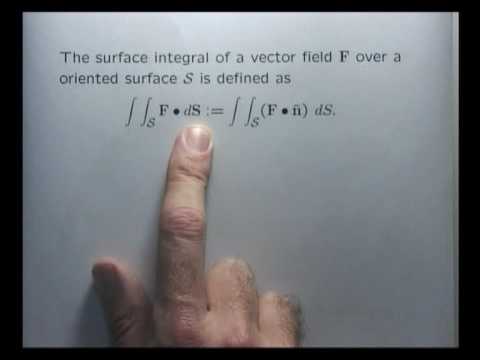 The surface integral of a vector field F over a
oriented surface S is defined as
∫∫_S F • dS := ∫∫_S (F • n̂) dS.